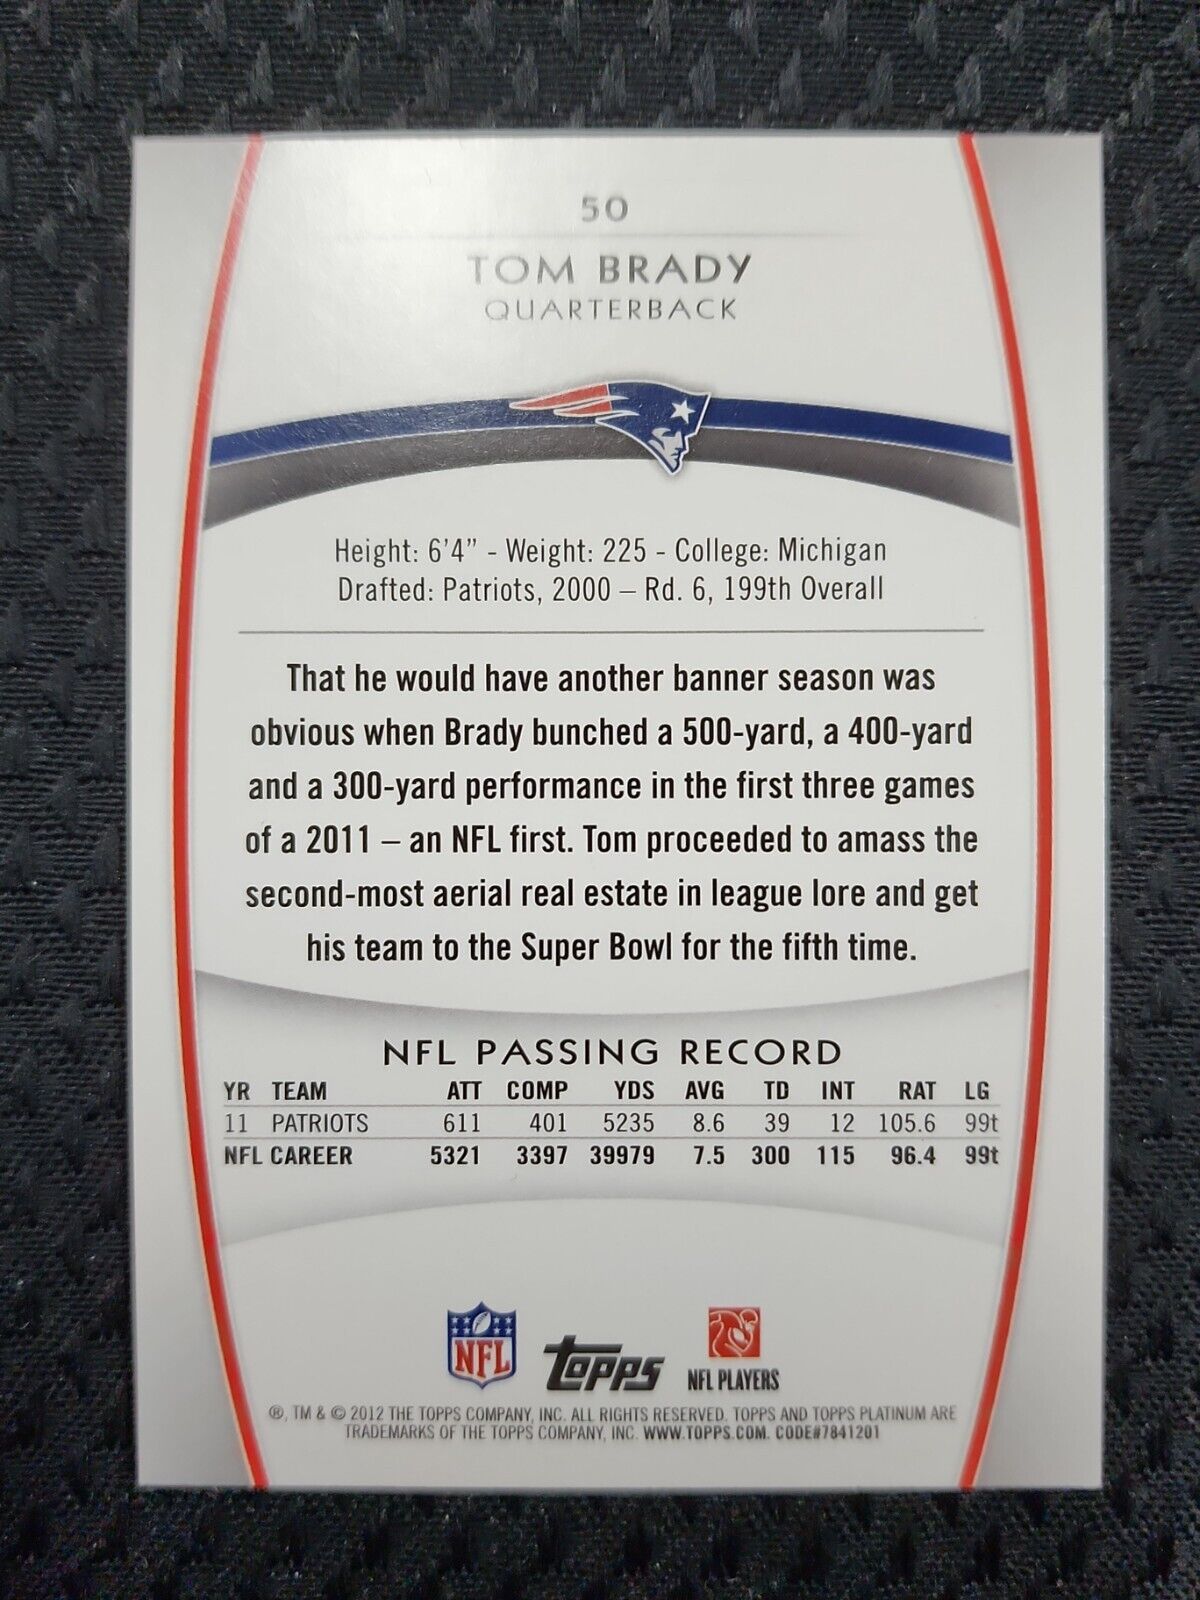 50
TOM BRADY
QUARTERBACK
Height: 6'4" - Weight: 225 - College: Michigan
Drafted: Patriots, 2000 – Rd. 6, 199th Overall
That he would have another banner season was
obvious when Brady bunched a 500-yard, a 400-yard
and a 300-yard performance in the first three games
of a 2011 – an NFL first. Tom proceeded to amass the
second-most aerial real estate in league lore and get
his team to the Super Bowl for the fifth time.
NFL PASSING RECORD
YR TEAM ATT COMP YDS AVG TD INT RAT LG
11 PATRIOTS 611 401 5235 8.6 39 12 105.6 99t
NFL CAREER 5321 3397 39979 7.5 300 115 96.4 99t
NFL topps NFL PLAYERS
®, TM & © 2012 THE TOPPS COMPANY, INC. ALL RIGHTS RESERVED. TOPPS AND TOPPS PLATINUM ARE
TRADEMARKS OF THE TOPPS COMPANY, INC. WWW.TOPPS.COM. CODE#7841201